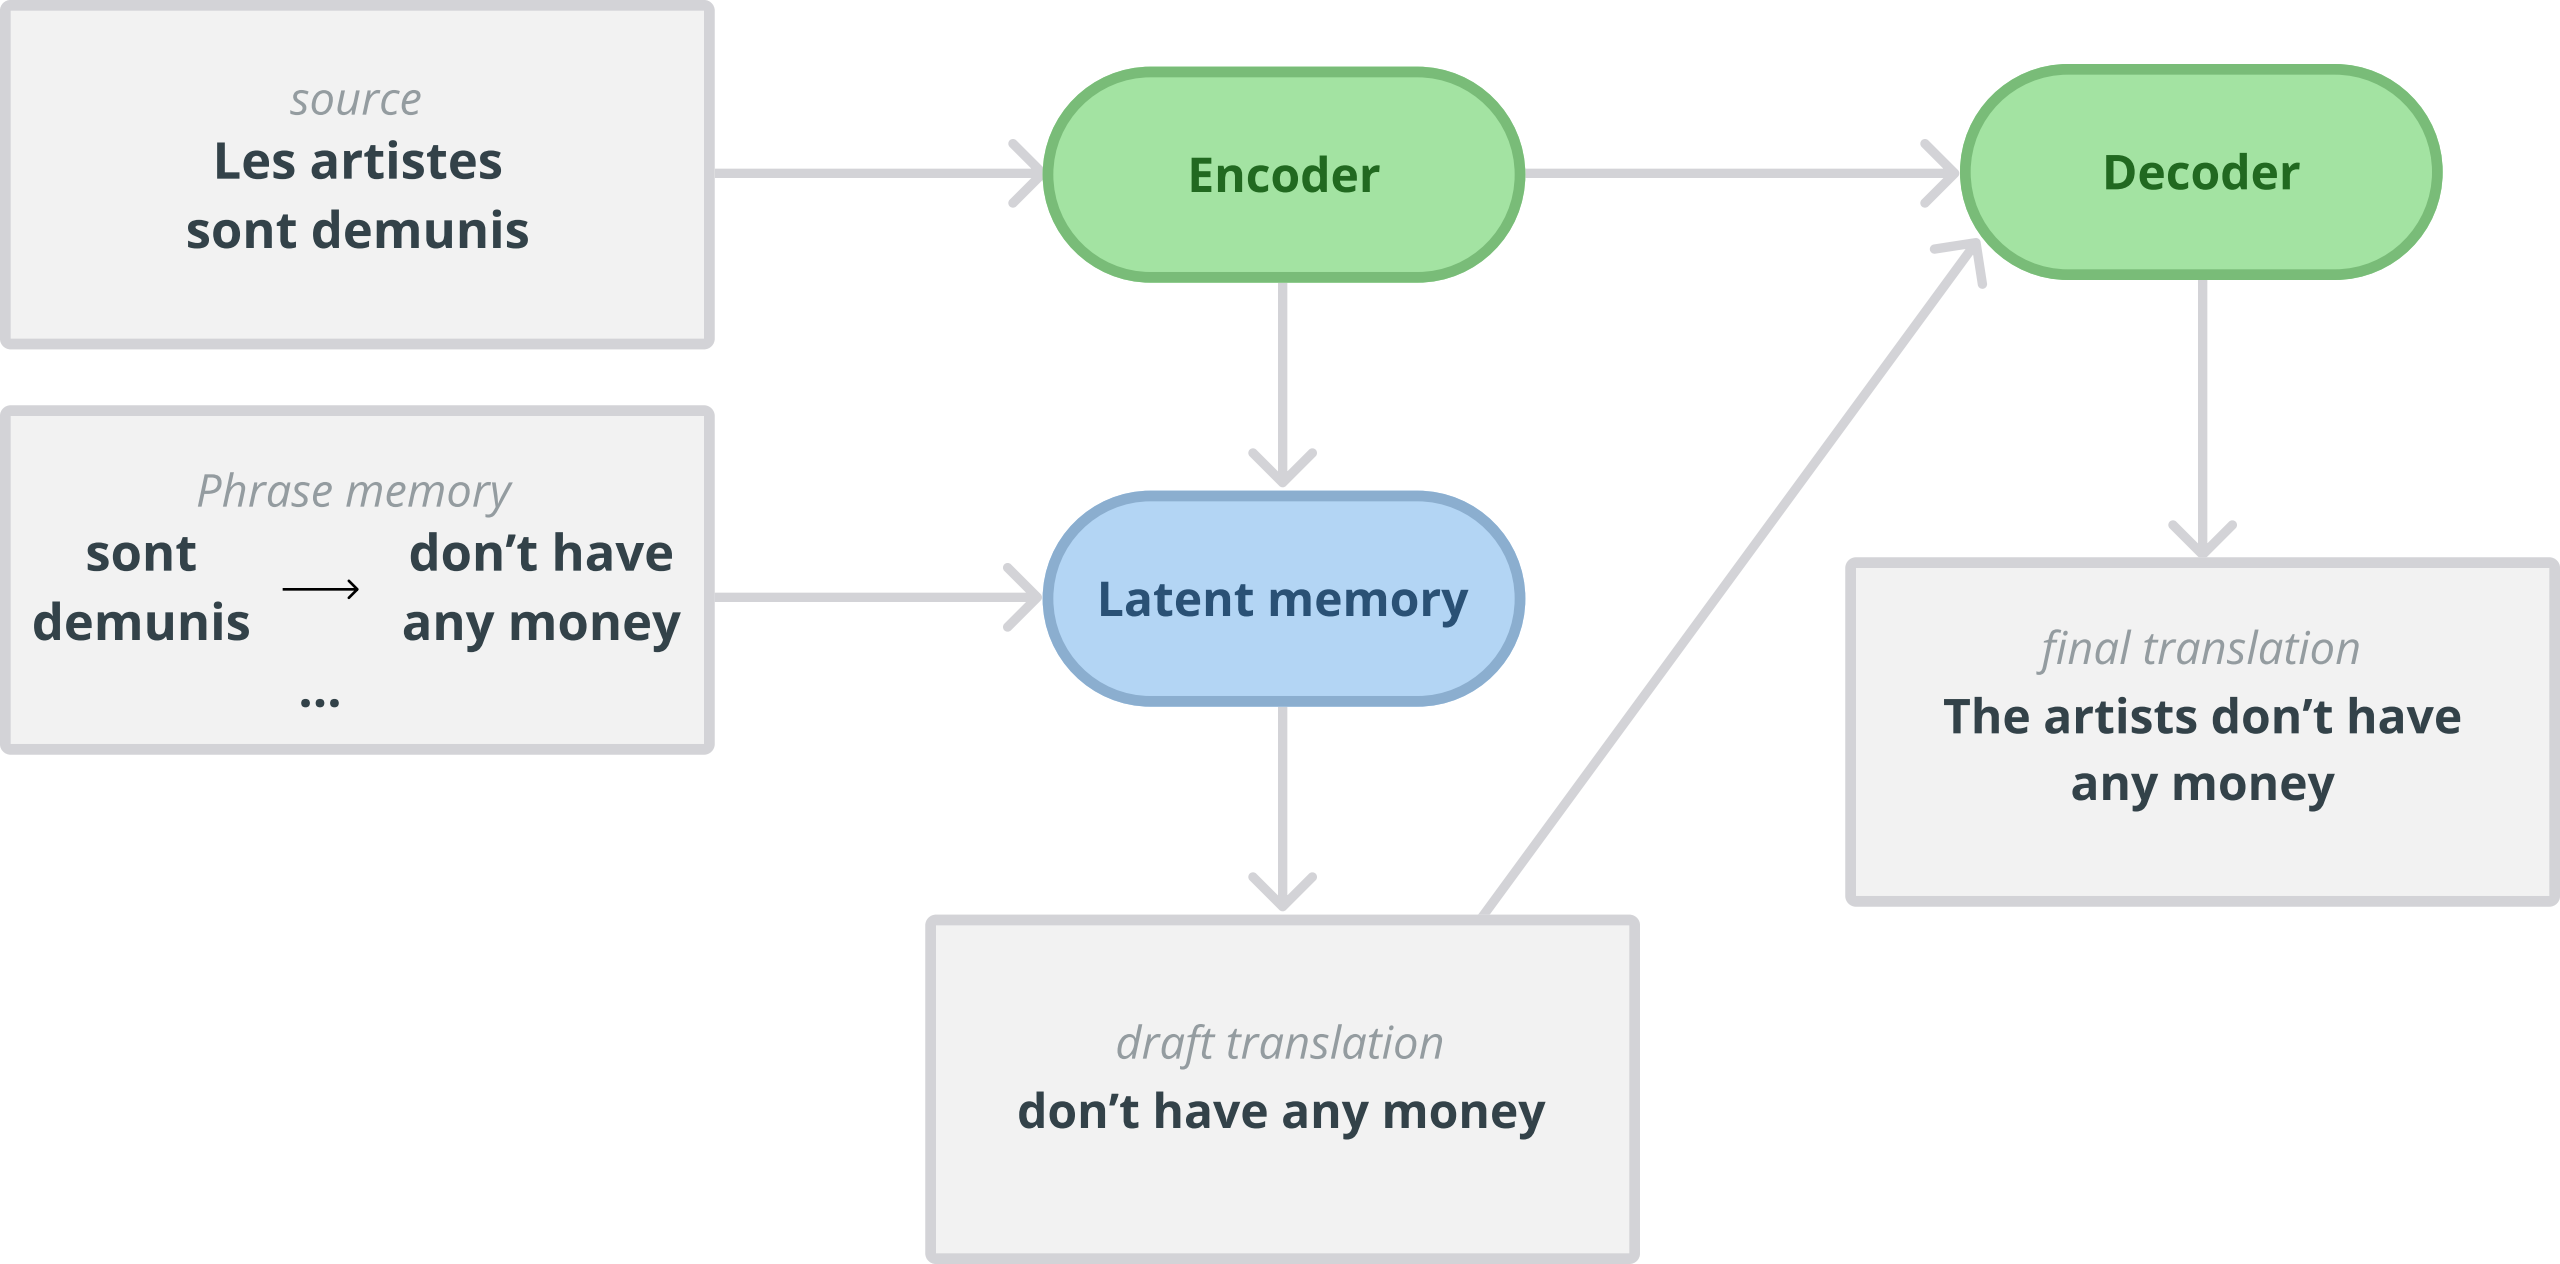 source
Les artistes
sont demunis
Encoder
Decoder
Phrase memory
sont
demunis
don’t have
any money
...
Latent memory
final translation
The artists don’t have
any money
draft translation
don’t have any money